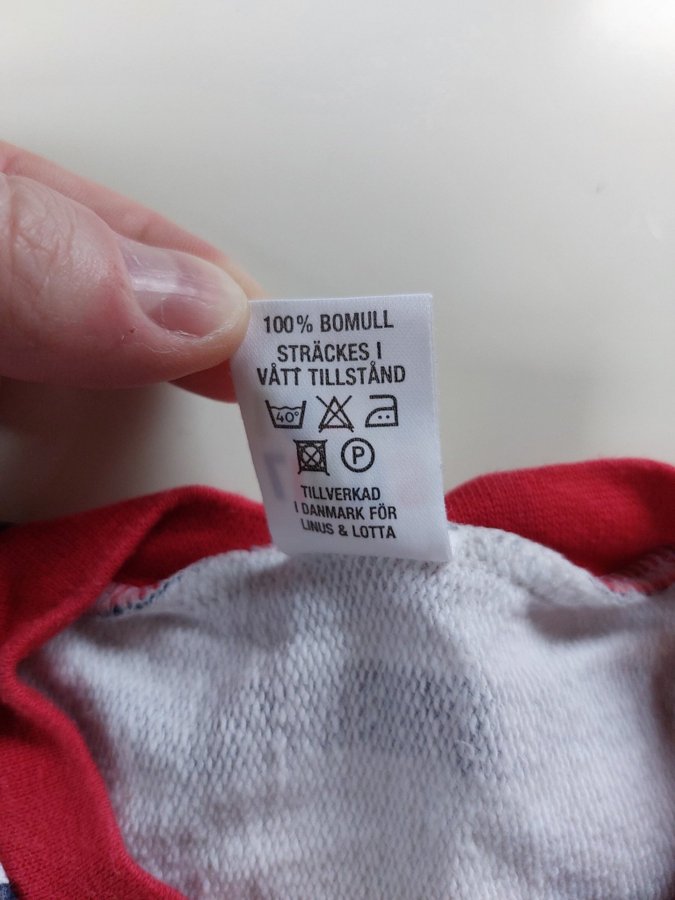 100% BOMULL
STRÄCKES I
VÅTT TILLSTÅND
40°
P
TILLVERKAD
I DANMARK FÖR
LINUS & LOTTA